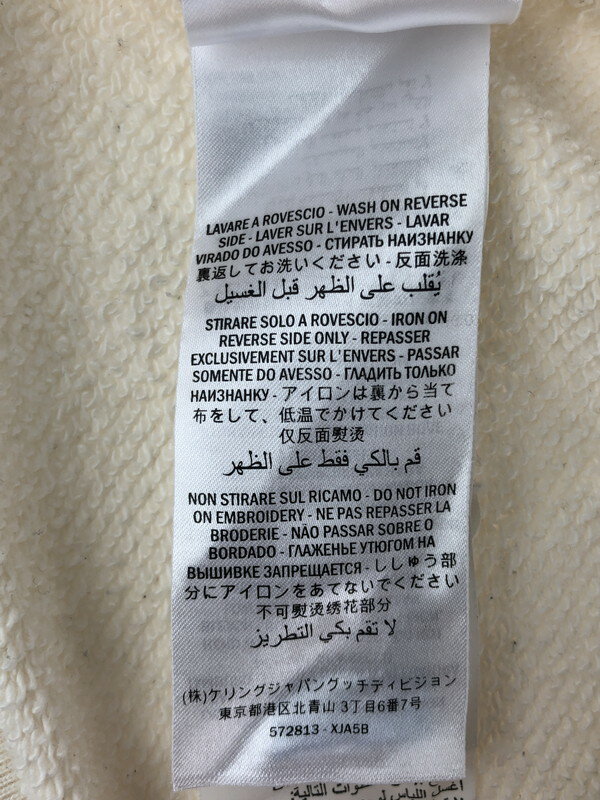 LAVARE A ROVESCIO - WASH ON REVERSE
SIDE - LAVER SUR L'ENVERS - LAVAR
VIRADO DO AVESSO - СТИРАТЬ НАИЗНАНКУ
裏返してお洗いください - 反面洗涤
يُقلب على الظهر قبل الغسيل
STIRARE SOLO A ROVESCIO - IRON ON
REVERSE SIDE ONLY - REPASSER
EXCLUSIVEMENT SUR L'ENVERS - PASSAR
SOMENTE DO AVESSO - ГЛАДИТЬ ТОЛЬКО
НАИЗНАНКУ - アイロンは裏から当て
布をして、低温でかけてください
仅反面熨烫
قم بالكي فقط على الظهر
NON STIRARE SUL RICAMO - DO NOT IRON
ON EMBROIDERY - NE PAS REPASSER LA
BRODERIE - NÃO PASSAR SOBRE O
BORDADO - ГЛАЖЕНЬЕ УТЮГОМ НА
ВЫШИВКЕ ЗАПРЕЩАЕТСЯ - ししゅう部
分にアイロンをあてないでください
不可熨烫绣花部分
لا تقم بكي التطريز
(株)ケリングジャパングッチディビジョン
東京都港区北青山3丁目6番7号
572813 - XJA5B